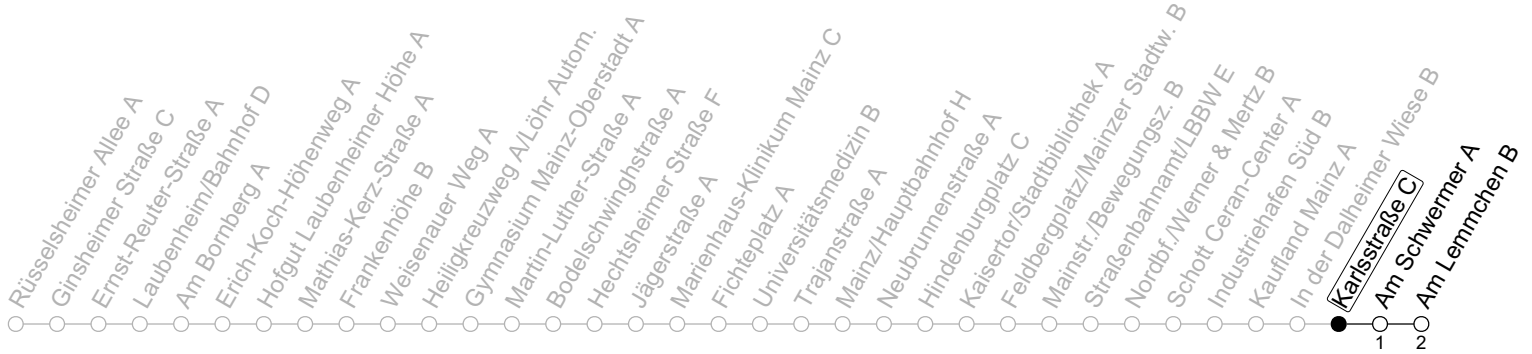 Rüsselsheimer Allee A
Ginsheimer Straße C
Ernst-Reuter-Straße A
Laubenheim/Bahnhof D
Am Bornberg A
Erich-Koch-Höhenweg A
Hofgut Laubenheimer Höhe A
Mathias-Kerz-Straße A
Frankenhöhe B
Weisenauer Weg A
Heiligkreuzweg A/Löhr Autom.
Gymnasium Mainz-Oberstadt A
Martin-Luther-Straße A
Bodelschwinghstraße A
Hechtsheimer Straße F
Jägerstraße A
Marienhaus-Klinikum Mainz C
Fichteplatz A
Universitätsmedizin B
Trajanstraße A
Mainz/Hauptbahnhof H
Neubrunnenstraße A
Hindenburgplatz C
Kaisertor/Stadtbibliothek A
Feldbergplatz/Mainzer Stadtw. B
Mainstr./Bewegungsz. B
Straßenbahnamt/LBBW E
Nordbf./Werner & Mertz B
Schott Ceran-Center A
Industriehafen Süd B
Kaufland Mainz A
In der Dalheimer Wiese B
Karlsstraße C
Am Schwermer A
Am Lemmchen B
1 2